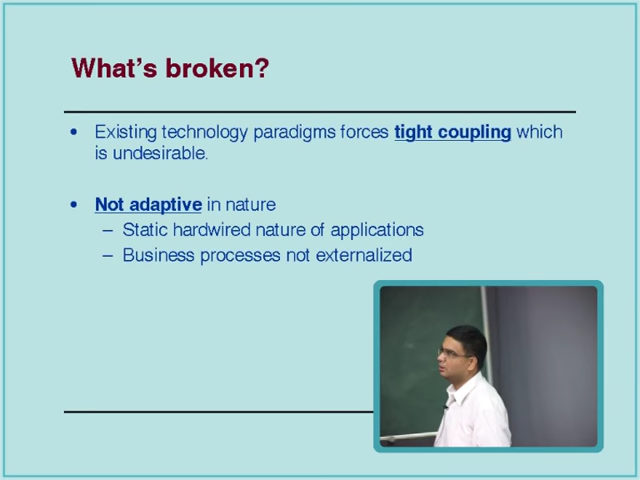 What's broken?
• Existing technology paradigms forces tight coupling which
is undesirable.
• Not adaptive in nature
– Static hardwired nature of applications
– Business processes not externalized